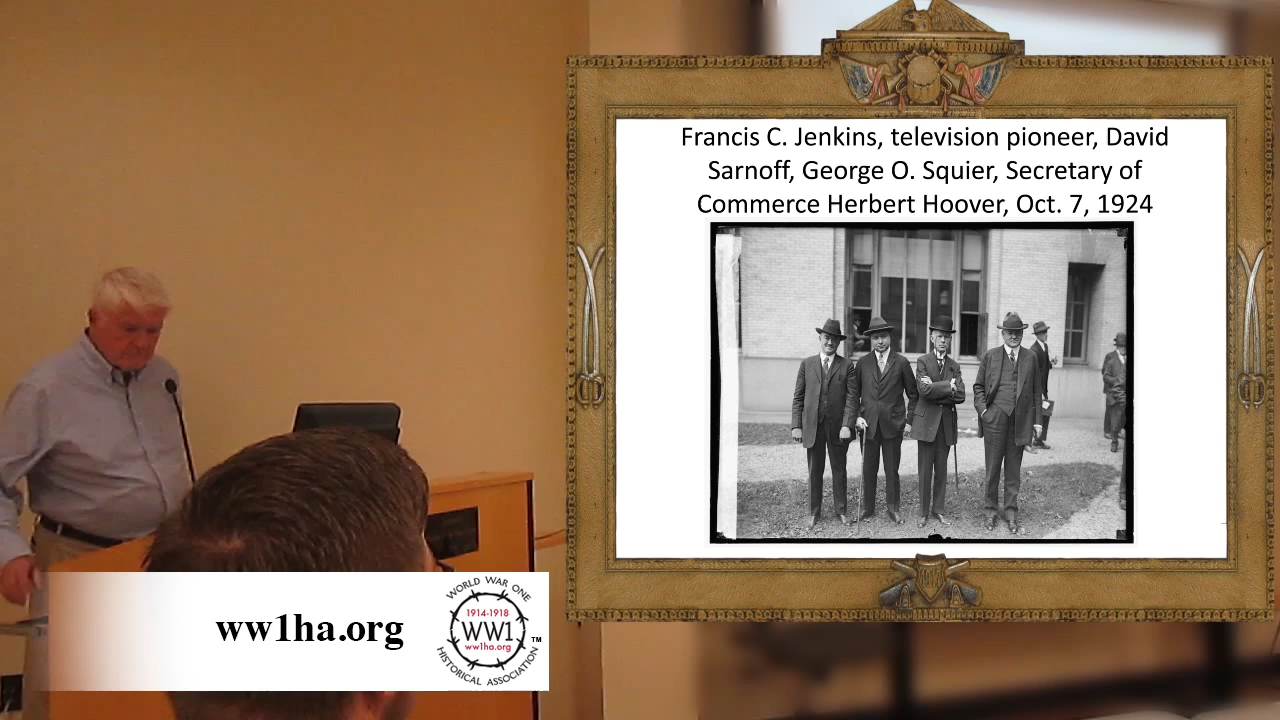 Francis C. Jenkins, television pioneer, David
Sarnoff, George O. Squier, Secretary of
Commerce Herbert Hoover, Oct. 7, 1924
ww1ha.org
WORLD WAR ONE
1914-1918
WW1
ww1ha.org
HISTORICAL ASSOCIATION
TM